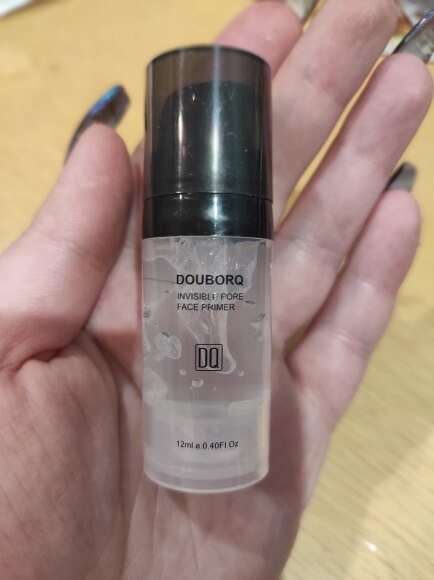 DOUBORQ
INVISIBLE PORE
FACE PRIMER
DQ
12ml.e.0.40Fl.Oz